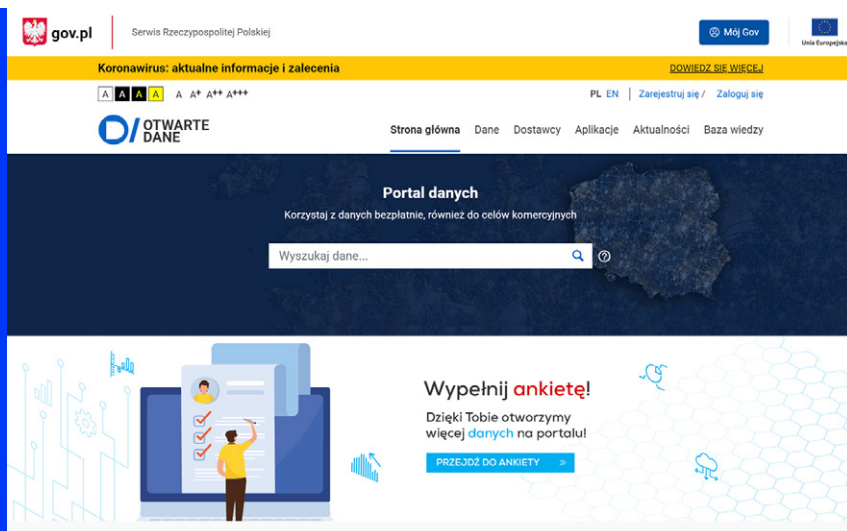 gov.pl
Serwis Rzeczypospolitej Polskiej
Mój Gov
Unia Europejska
Koronawirus: aktualne informacje i zalecenia
DOWIEDZ SIĘ WIĘCEJ
A A A A A A+ A++ A+++
PL EN Zarejestruj się / Zaloguj się
OTWARTE
DANE
Strona główna Dane Dostawcy Aplikacje Aktualności Baza wiedzy
Portal danych
Korzystaj z danych bezpłatnie, również do celów komercyjnych
Wyszukaj dane...
Wypełnij ankietę!
Dzięki Tobie otworzymy
więcej danych na portalu!
PRZEJDŹ DO ANKIETY »